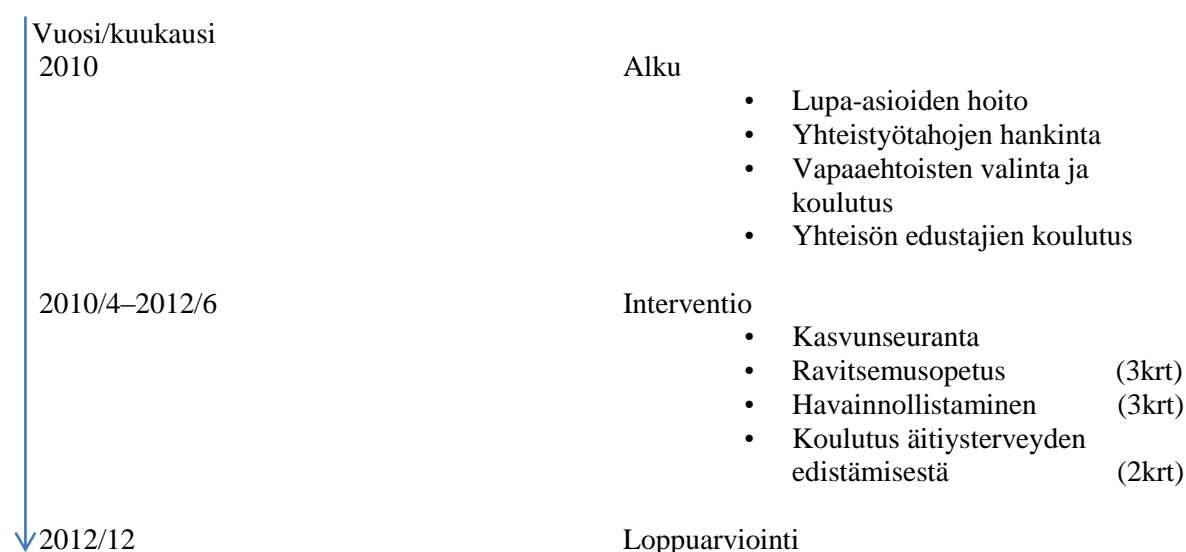 Vuosi/kuukausi
2010 Alku
• Lupa-asioiden hoito
• Yhteistyötahojen hankinta
• Vapaaehtoisten valinta ja
koulutus
• Yhteisön edustajien koulutus
2010/4–2012/6 Interventio
• Kasvunseuranta
• Ravitsemusopetus (3krt)
• Havainnollistaminen (3krt)
• Koulutus äitiysterveyden
edistämisestä (2krt)
2012/12 Loppuarviointi